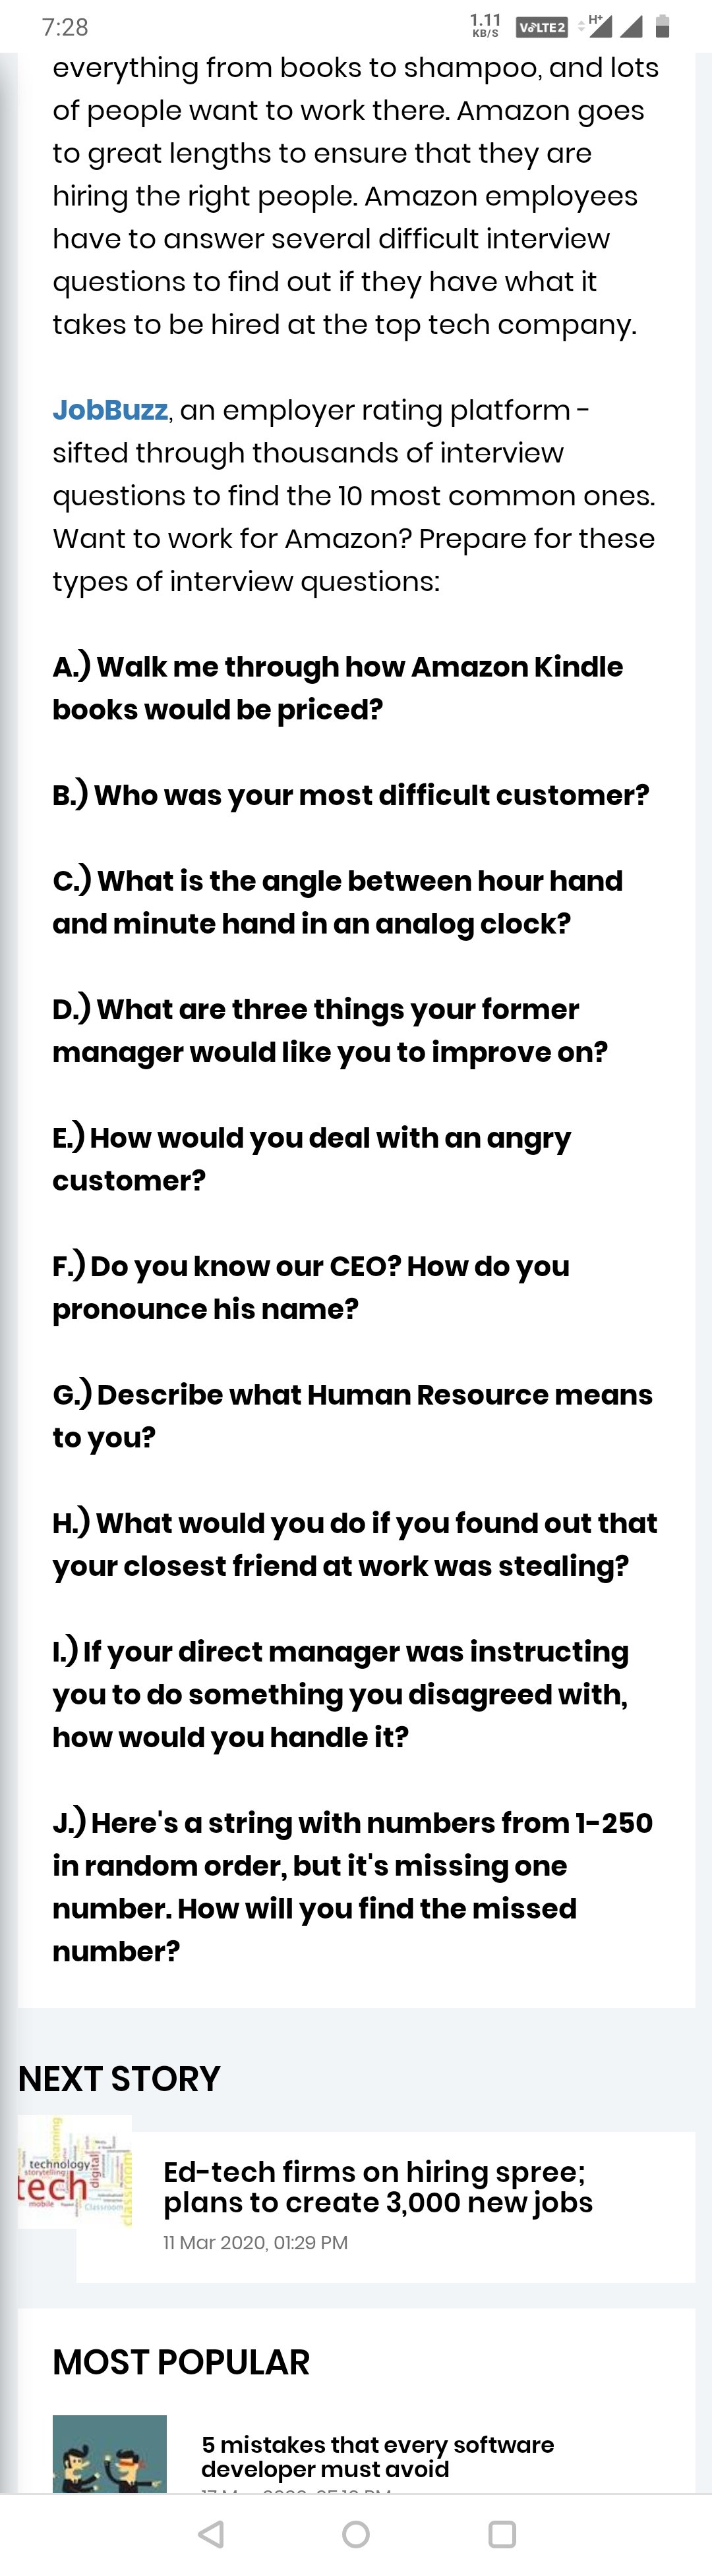 7:28
1.11
KB/S
VoLTE2
H+
everything from books to shampoo, and lots
of people want to work there. Amazon goes
to great lengths to ensure that they are
hiring the right people. Amazon employees
have to answer several difficult interview
questions to find out if they have what it
takes to be hired at the top tech company.
JobBuzz, an employer rating platform -
sifted through thousands of interview
questions to find the 10 most common ones.
Want to work for Amazon? Prepare for these
types of interview questions:
A.) Walk me through how Amazon Kindle
books would be priced?
B.) Who was your most difficult customer?
C.) What is the angle between hour hand
and minute hand in an analog clock?
D.) What are three things your former
manager would like you to improve on?
E.) How would you deal with an angry
customer?
F.) Do you know our CEO? How do you
pronounce his name?
G.) Describe what Human Resource means
to you?
H.) What would you do if you found out that
your closest friend at work was stealing?
I.) If your direct manager was instructing
you to do something you disagreed with,
how would you handle it?
J.) Here's a string with numbers from 1-250
in random order, but it's missing one
number. How will you find the missed
number?
NEXT STORY
technology
storytelling
tech
mobile
digital
classroom
Classroom
Ed-tech firms on hiring spree;
plans to create 3,000 new jobs
11 Mar 2020, 01:29 PM
MOST POPULAR
5 mistakes that every software
developer must avoid